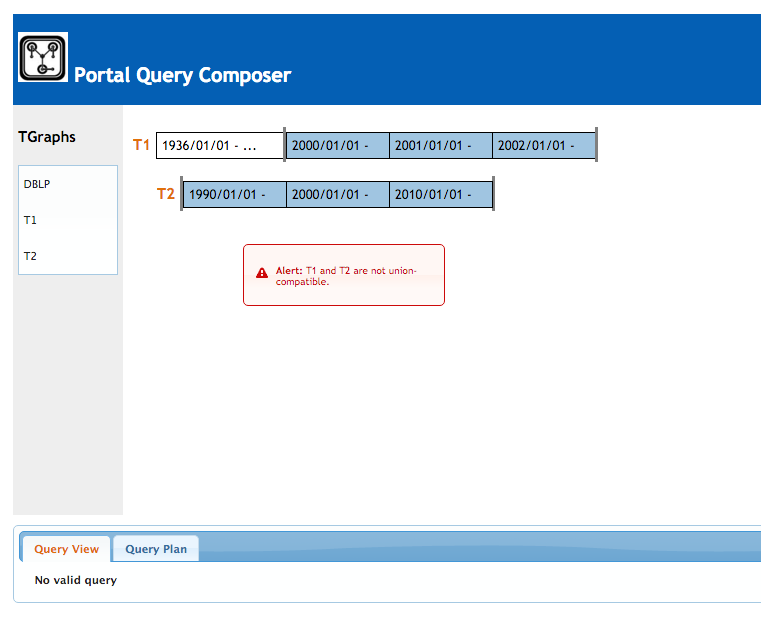 Portal Query Composer
TGraphs
DBLP
T1
T2
T1 1936/01/01 - ... 2000/01/01 - 2001/01/01 - 2002/01/01 -
T2 1990/01/01 - 2000/01/01 - 2010/01/01 -
Alert: T1 and T2 are not union-
compatible.
Query View Query Plan
No valid query